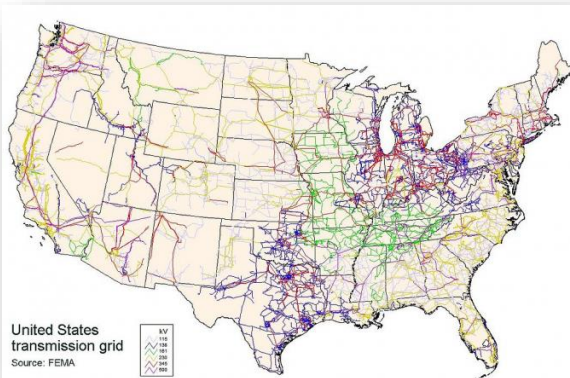 United States
transmission grid
Source: FEMA
kV
115
138
161
230
345
500